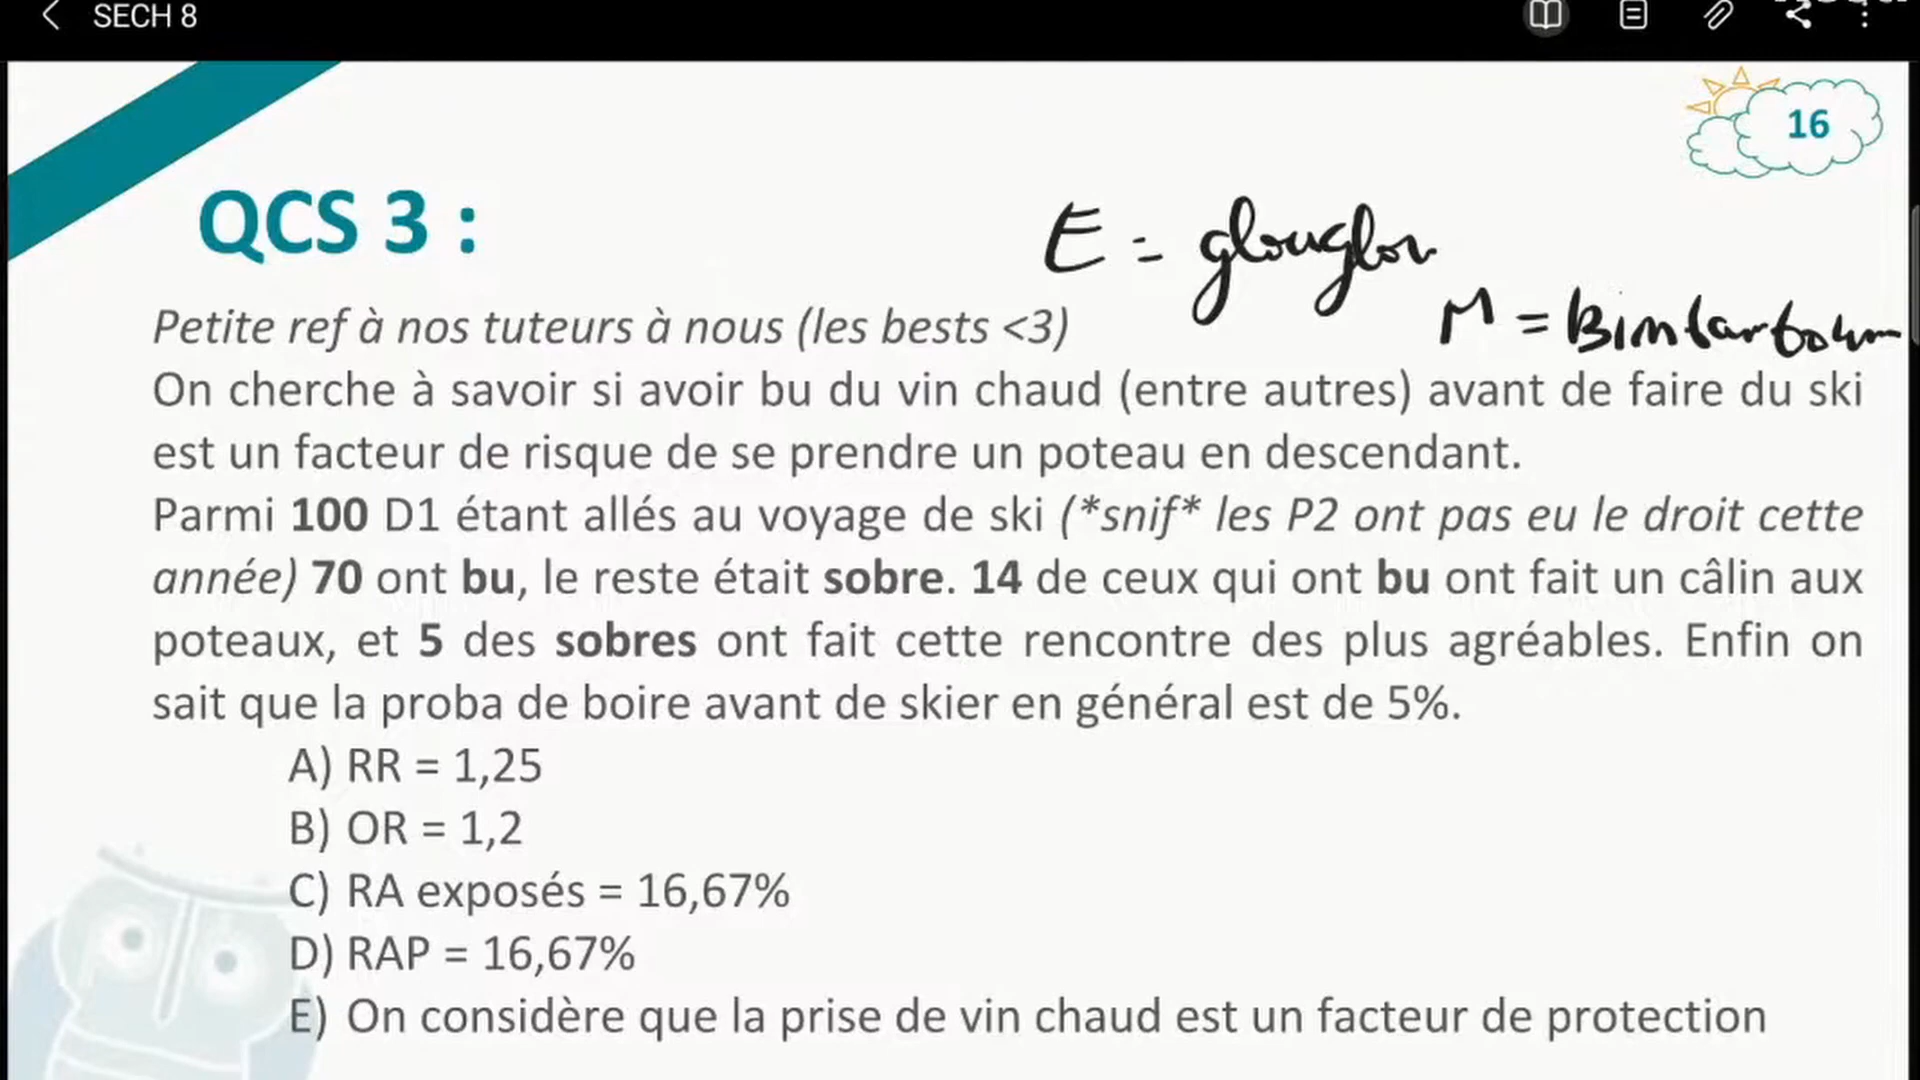 SECH 8
16
QCS 3 :
E = glouglou
M = Bimbamboum
Petite ref à nos tuteurs à nous (les bests <3)
On cherche à savoir si avoir bu du vin chaud (entre autres) avant de faire du ski
est un facteur de risque de se prendre un poteau en descendant.
Parmi 100 D1 étant allés au voyage de ski (*snif* les P2 ont pas eu le droit cette
année) 70 ont bu, le reste était sobre. 14 de ceux qui ont bu ont fait un câlin aux
poteaux, et 5 des sobres ont fait cette rencontre des plus agréables. Enfin on
sait que la proba de boire avant de skier en général est de 5%.
A) RR = 1,25
B) OR = 1,2
C) RA exposés = 16,67%
D) RAP = 16,67%
E) On considère que la prise de vin chaud est un facteur de protection